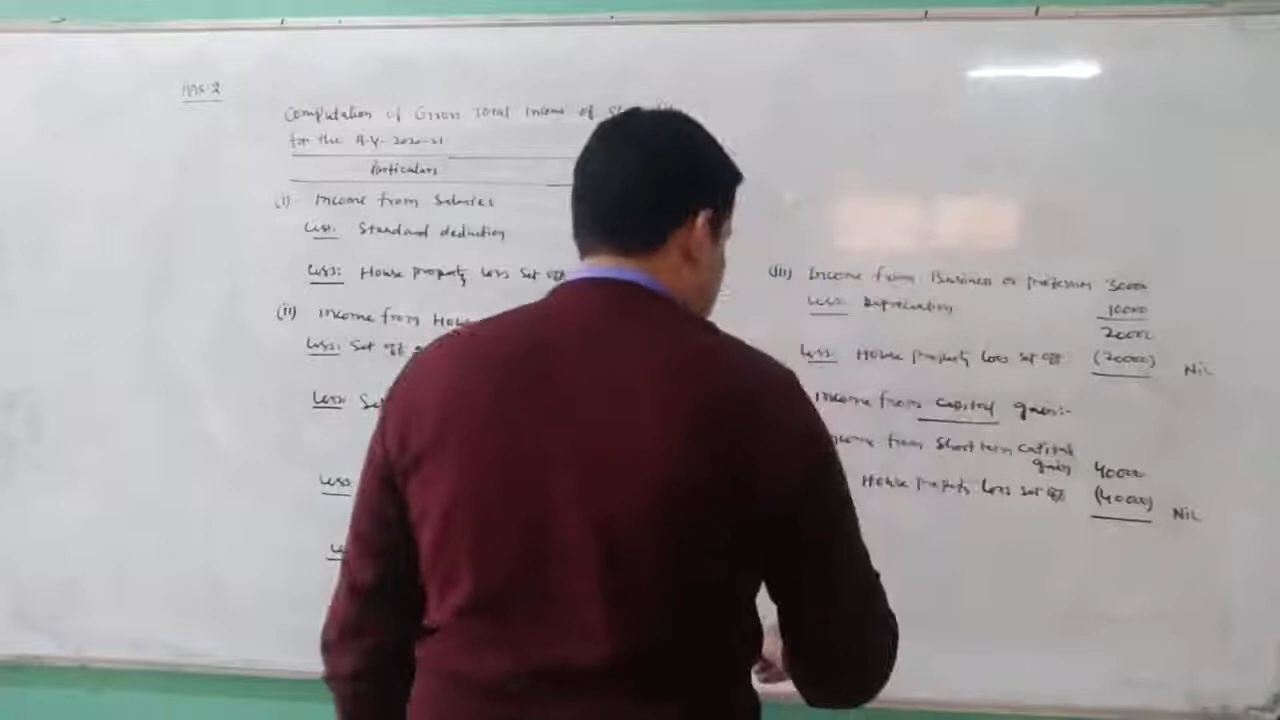 Ans. 2
Computation of Gross Total Income of
for the A.Y. 2020-21
Particulars
(i) Income from Salaries
Less: Standard deduction
Less: House property loss set off
(ii) Income from Hou
Less: Set off
Less: Set
Less
Less
(iii) Income from Business or profession 30000
Less: Depreciation 10000
20000
Less: House property loss set off (20000) Nil
Income from Capital gain:-
Income from Short term Capital
gain 40000
House property loss set off (40000) Nil